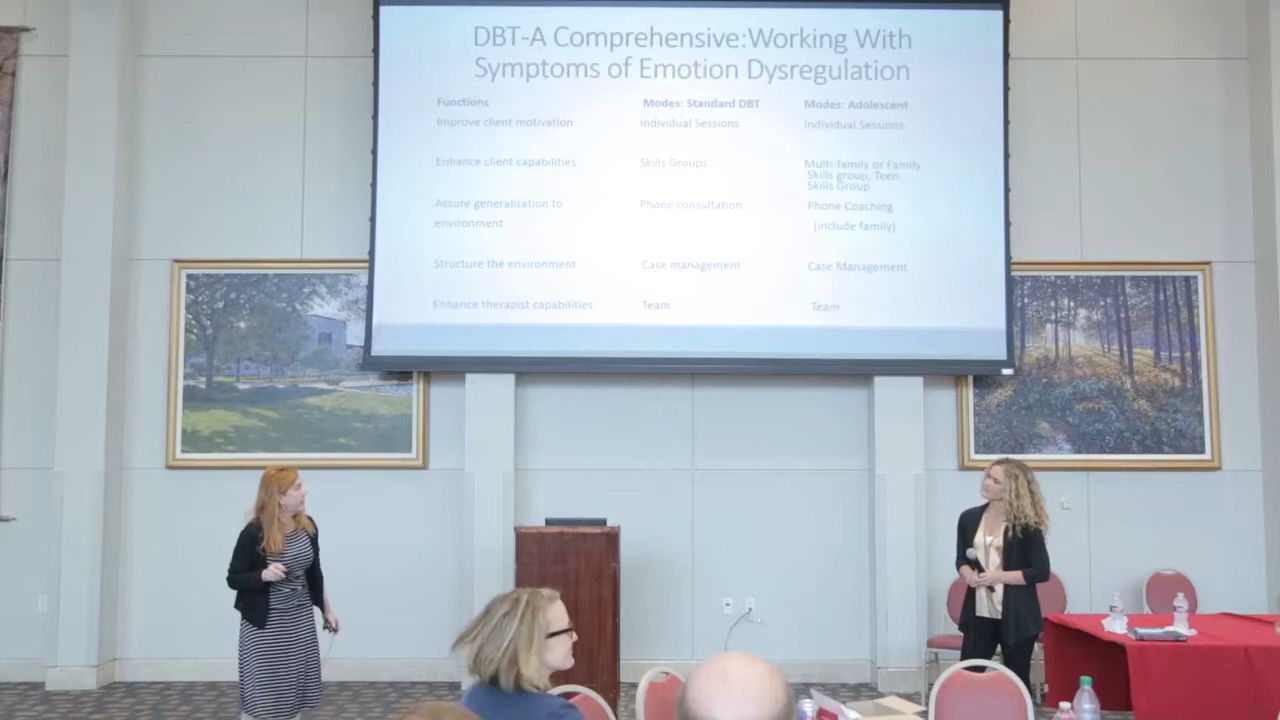 DBT-A Comprehensive:Working With
Symptoms of Emotion Dysregulation
Functions Modes: Standard DBT Modes: Adolescent
Improve client motivation Individual Sessions Individual Sessions
Enhance client capabilities Skills Groups Multi-family or Family
Skills group, Teen
Skills Group
Assure generalization to Phone consultation Phone Coaching
environment (include family)
Structure the environment Case management Case Management
Enhance therapist capabilities Team Team